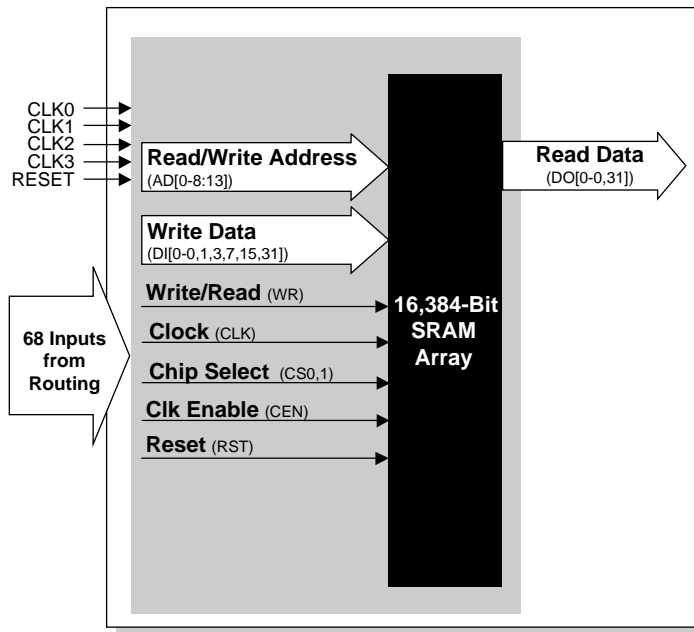 CLK0
CLK1
CLK2
CLK3
RESET
Read/Write Address
(AD[0-8:13])
Read Data
(DO[0-0,31])
Write Data
(DI[0-0,1,3,7,15,31])
Write/Read (WR)
Clock (CLK)
Chip Select (CS0,1)
Clk Enable (CEN)
Reset (RST)
16,384-Bit
SRAM
Array
68 Inputs
from
Routing